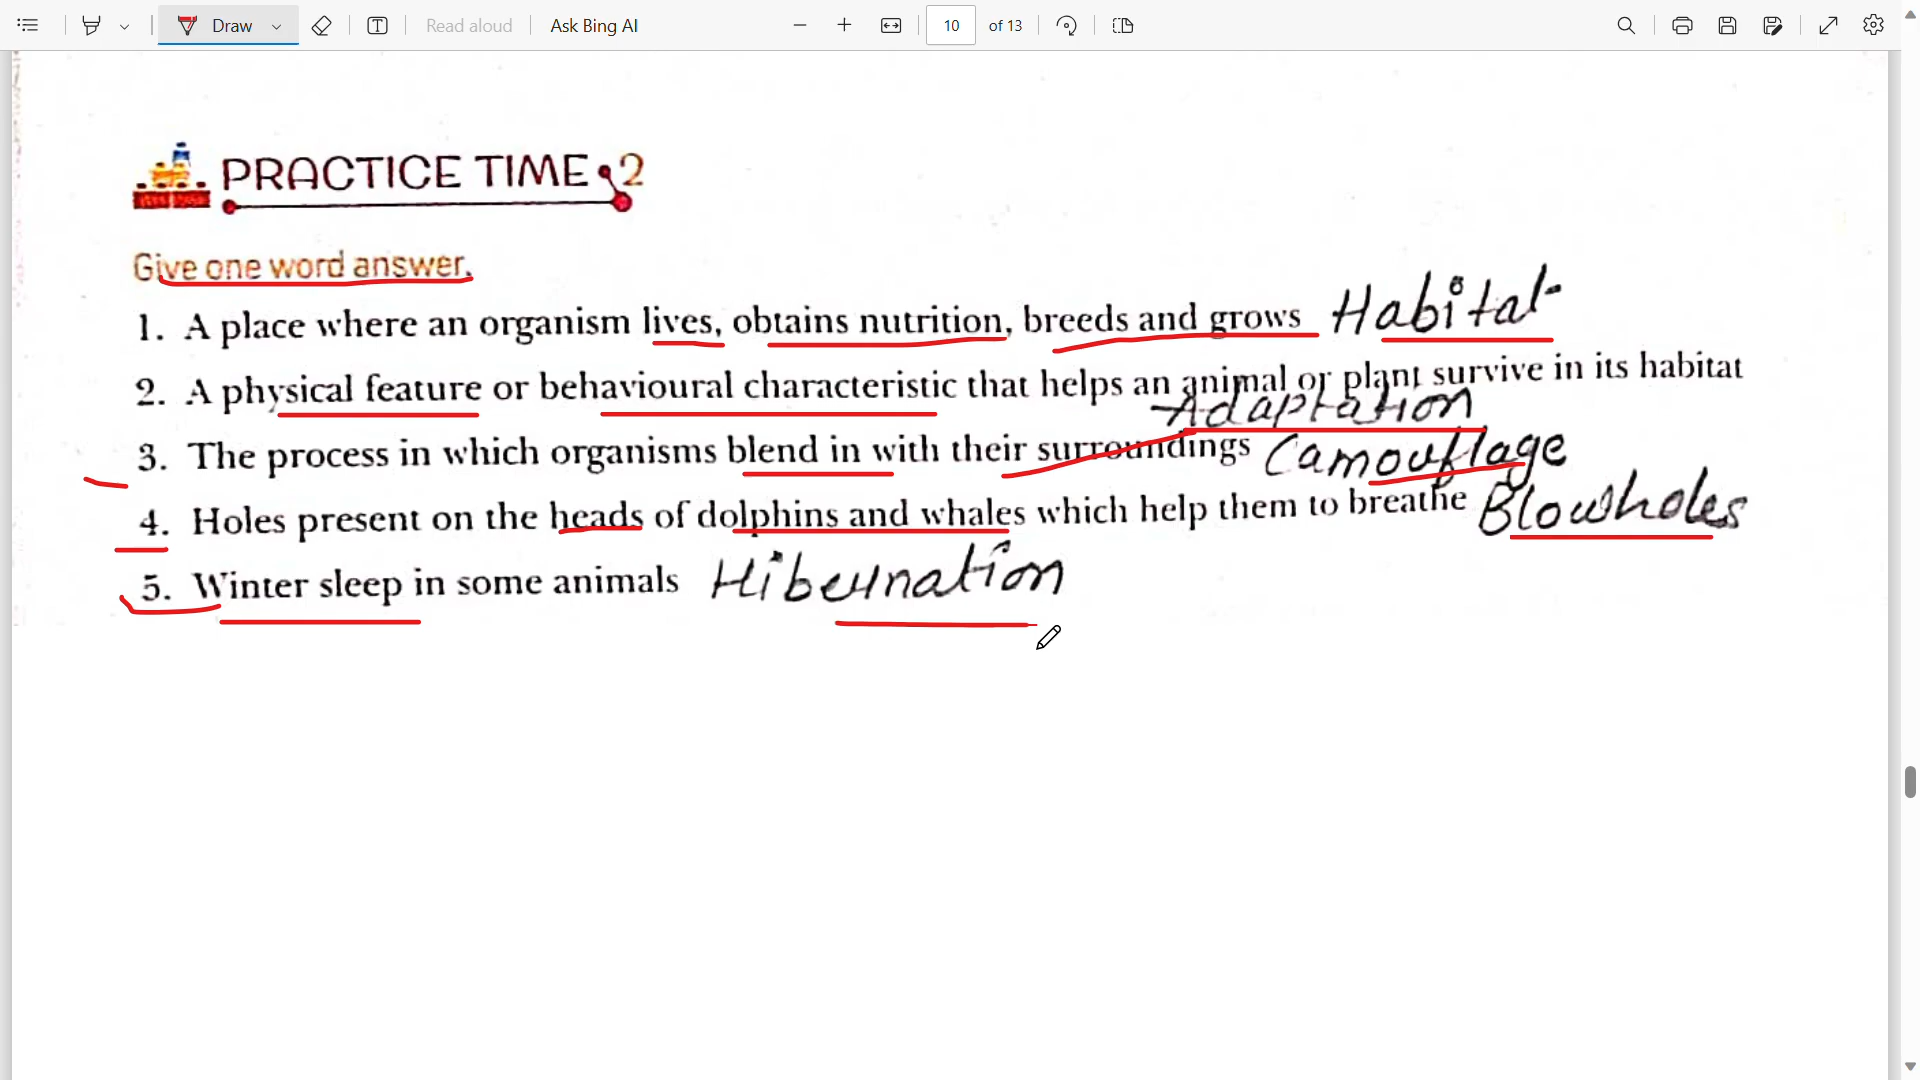 Draw Read aloud Ask Bing AI 10 of 13
PRACTICE TIME 2
Give one word answer.
1. A place where an organism lives, obtains nutrition, breeds and grows Habitat
2. A physical feature or behavioural characteristic that helps an animal or plant survive in its habitat
Adaptation
3. The process in which organisms blend in with their surroundings Camouflage
4. Holes present on the heads of dolphins and whales which help them to breathe Blowholes
5. Winter sleep in some animals Hibernation